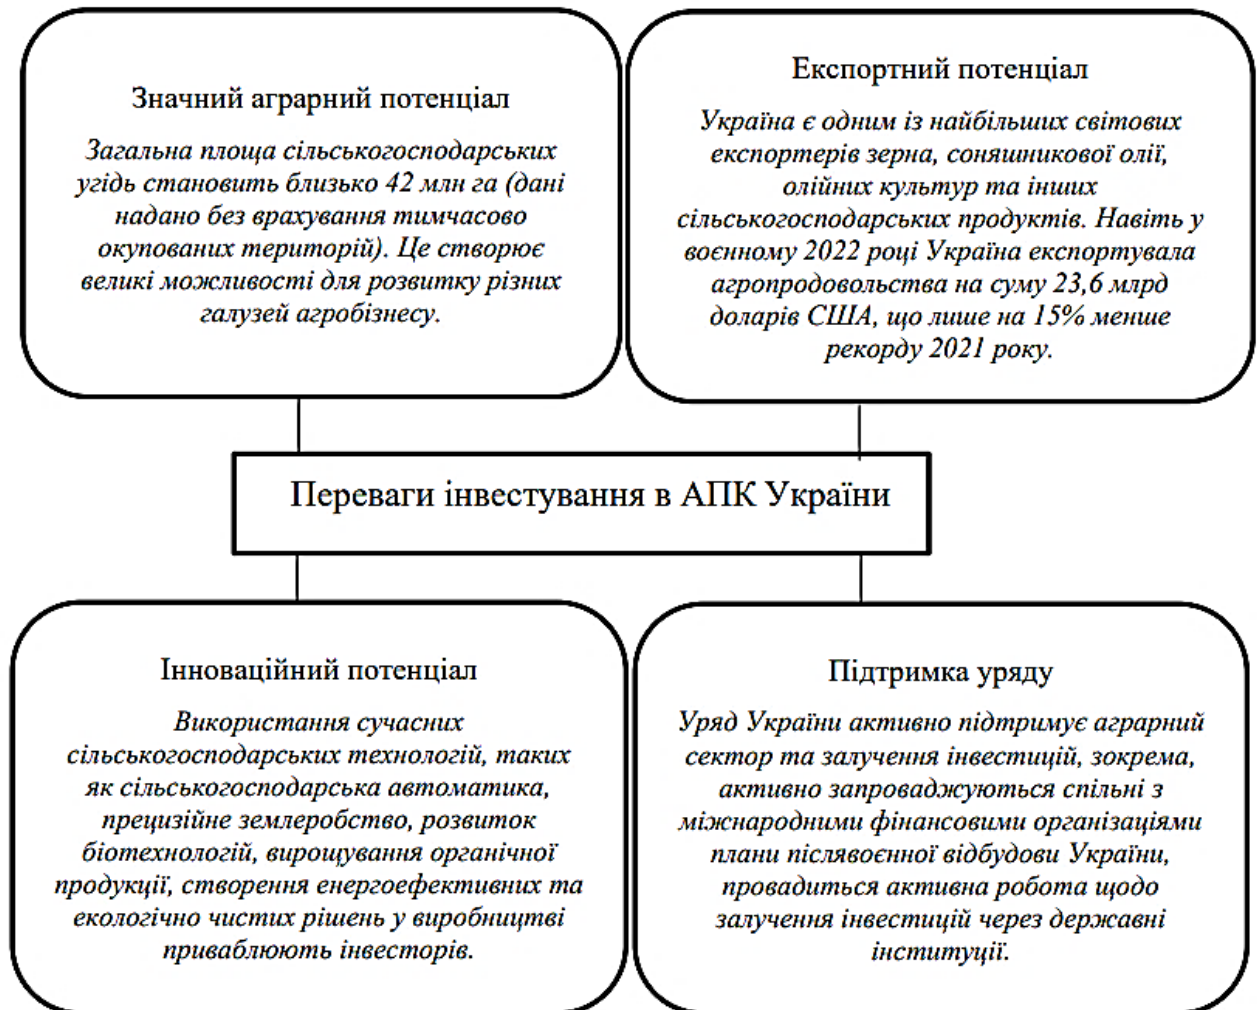 Значний аграрний потенціал
Загальна площа сільськогосподарських
угідь становить близько 42 млн га (дані
надано без врахування тимчасово
окупованих територій). Це створює
великі можливості для розвитку різних
галузей агробізнесу.
Експортний потенціал
Україна є одним із найбільших світових
експортерів зерна, соняшникової олії,
олійних культур та інших
сільськогосподарських продуктів. Навіть у
воєнному 2022 році Україна експортувала
агропродовольства на суму 23,6 млрд
доларів США, що лише на 15% менше
рекорду 2021 року.
Переваги інвестування в АПК України
Інноваційний потенціал
Використання сучасних
сільськогосподарських технологій, таких
як сільськогосподарська автоматика,
прецизійне землеробство, розвиток
біотехнологій, вирощування органічної
продукції, створення енергоефективних та
екологічно чистих рішень у виробництві
приваблюють інвесторів.
Підтримка уряду
Уряд України активно підтримує аграрний
сектор та залучення інвестицій, зокрема,
активно запроваджуються спільні з
міжнародними фінансовими організаціями
плани післявоєнної відбудови України,
провадиться активна робота щодо
залучення інвестицій через державні
інституції.